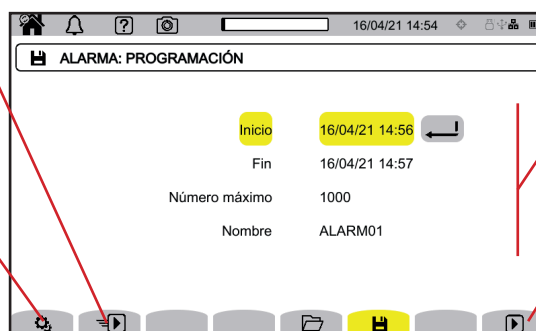 16/04/21 14:54
ALARMA: PROGRAMACIÓN
Inicio 16/04/21 14:56
Fin 16/04/21 14:57
Número máximo 1000
Nombre ALARM01